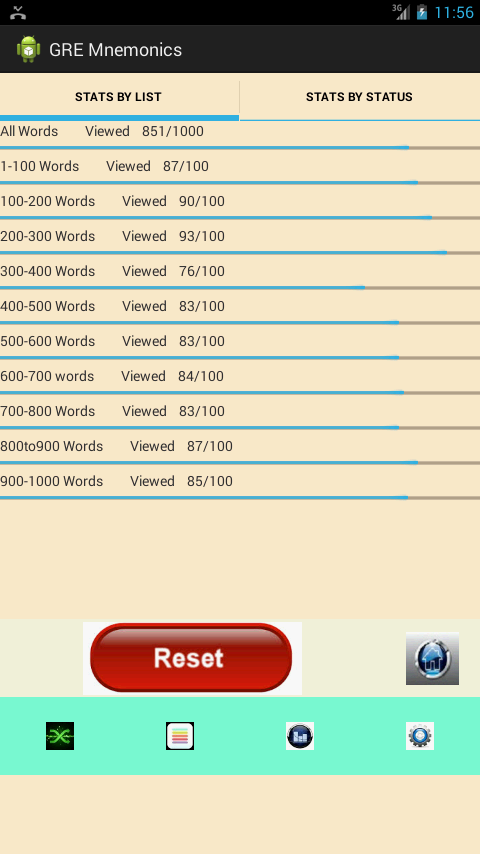 3G 11:56
GRE Mnemonics
STATS BY LIST STATS BY STATUS
All Words Viewed 851/1000
1-100 Words Viewed 87/100
100-200 Words Viewed 90/100
200-300 Words Viewed 93/100
300-400 Words Viewed 76/100
400-500 Words Viewed 83/100
500-600 Words Viewed 83/100
600-700 words Viewed 84/100
700-800 Words Viewed 83/100
800to900 Words Viewed 87/100
900-1000 Words Viewed 85/100
Reset